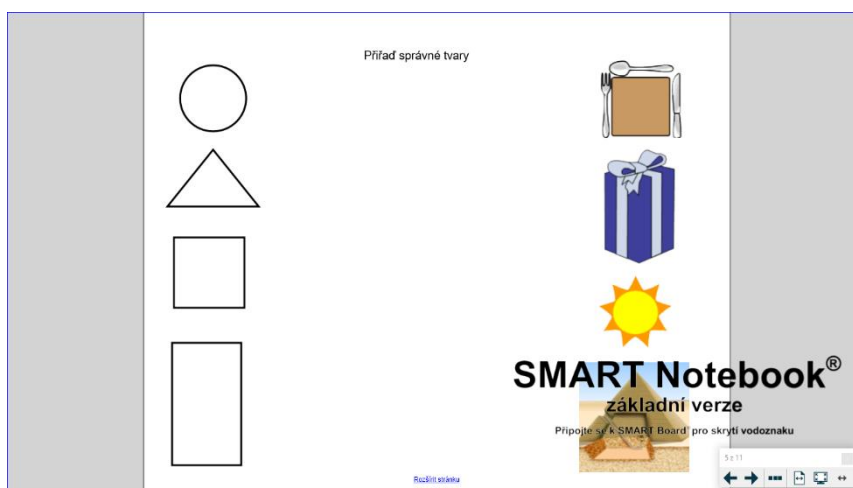 Přiřaď správné tvary
SMART Notebook®
základní verze
Připojte se k SMART Board® pro skrytí vodoznaku
5 z 11
Rozšířit stránku